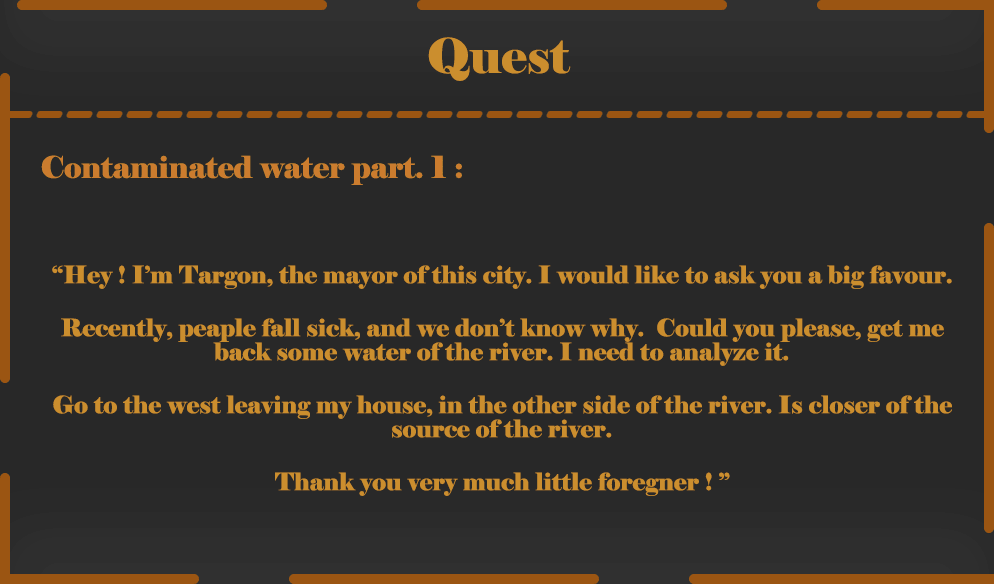 Quest
Contaminated water part. 1 :
“Hey ! I’m Targon, the mayor of this city. I would like to ask you a big favour.
Recently, peaple fall sick, and we don’t know why.  Could you please, get me
back some water of the river. I need to analyze it.
Go to the west leaving my house, in the other side of the river. Is closer of the
source of the river.
Thank you very much little foregner ! ”